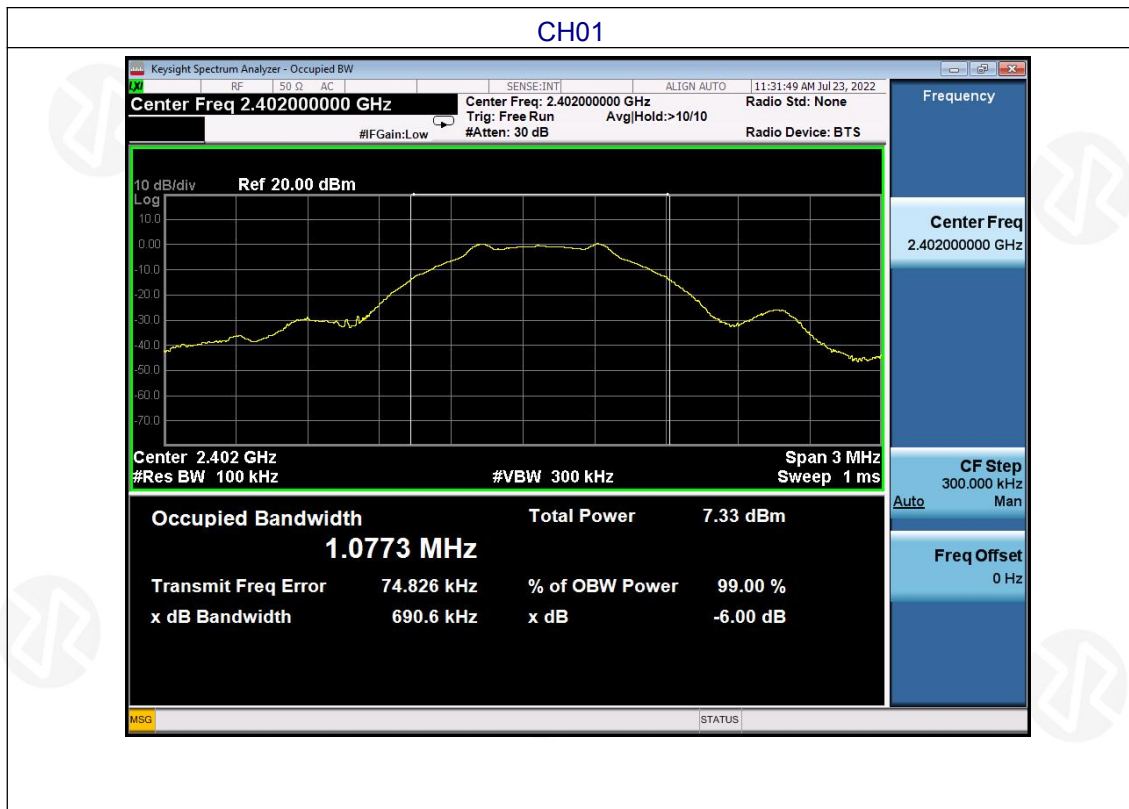 CH01
Keysight Spectrum Analyzer - Occupied BW
LXI RF 50 Ω AC SENSE:INT ALIGN AUTO 11:31:49 AM Jul 23, 2022
Center Freq 2.402000000 GHz
Center Freq: 2.402000000 GHz Radio Std: None
Trig: Free Run Avg|Hold:>10/10
#IFGain:Low #Atten: 30 dB Radio Device: BTS
Frequency
10 dB/div Ref 20.00 dBm
Log
10.0
0.00
-10.0
-20.0
-30.0
-40.0
-50.0
-60.0
-70.0
Center 2.402 GHz Span 3 MHz
#Res BW 100 kHz #VBW 300 kHz Sweep 1 ms
Center Freq
2.402000000 GHz
CF Step
300.000 kHz
Auto Man
Freq Offset
0 Hz
Occupied Bandwidth Total Power 7.33 dBm
1.0773 MHz
Transmit Freq Error 74.826 kHz % of OBW Power 99.00 %
x dB Bandwidth 690.6 kHz x dB -6.00 dB
MSG STATUS